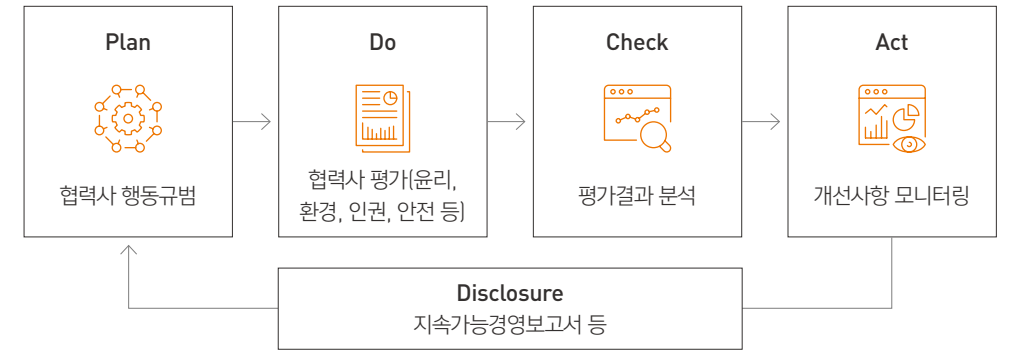 Plan
협력사 행동규범
Do
협력사 평가(윤리,
환경, 인권, 안전 등)
Check
평가결과 분석
Act
개선사항 모니터링
Disclosure
지속가능경영보고서 등